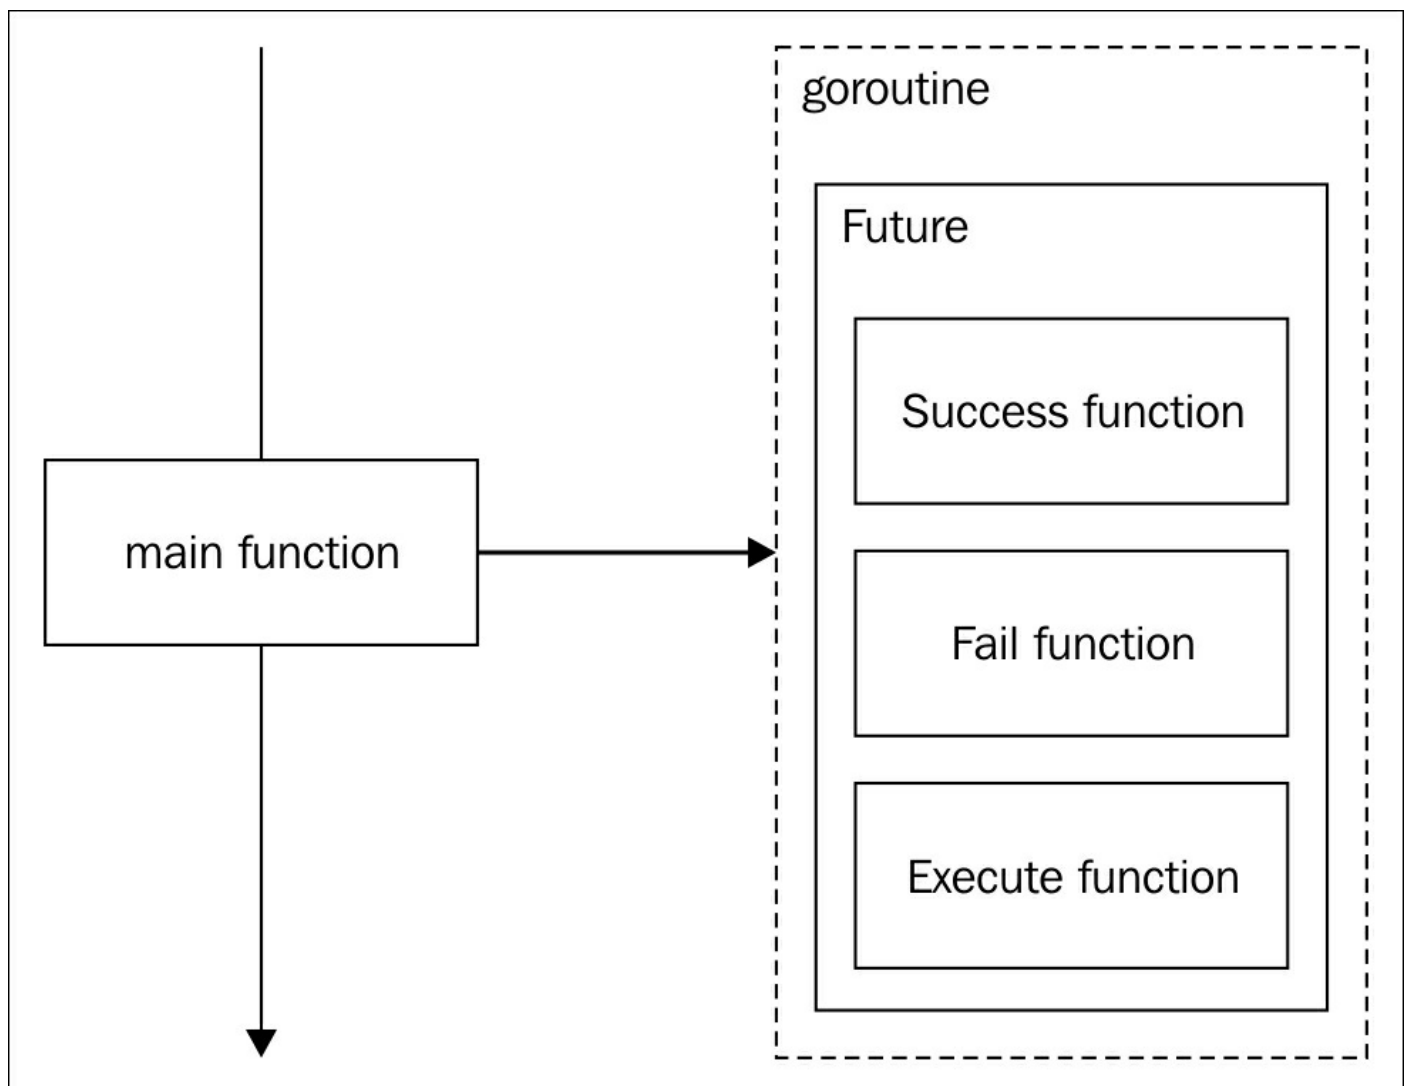 goroutine
Future
Success function
main function
Fail function
Execute function